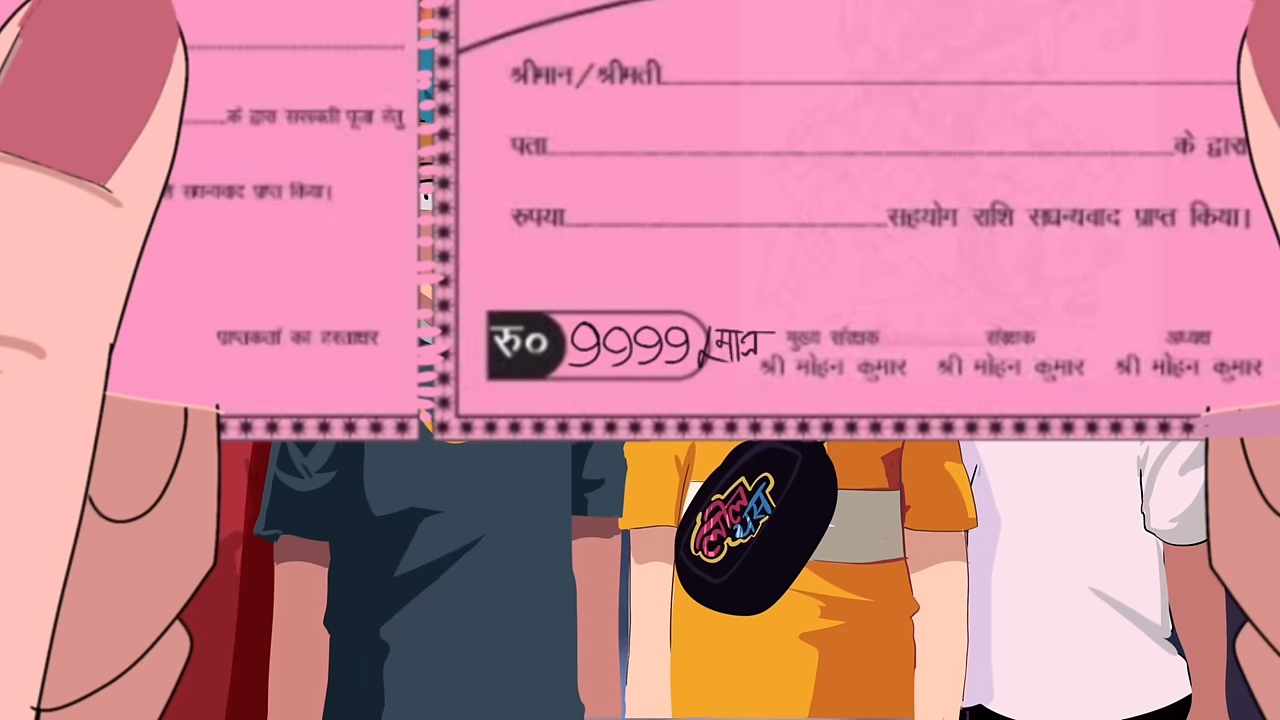 के द्वारा सरस्वती पूजा हेतु
सधन्यवाद प्राप्त किया।
प्राप्तकर्ता का हस्ताक्षर
श्रीमान/श्रीमती
पता के द्वारा
रुपया सहयोग राशि सधन्यवाद प्राप्त किया।
रु० 9999/मात्र
मुख्य संरक्षक संरक्षक अध्यक्ष
श्री मोहन कुमार श्री मोहन कुमार श्री मोहन कुमार